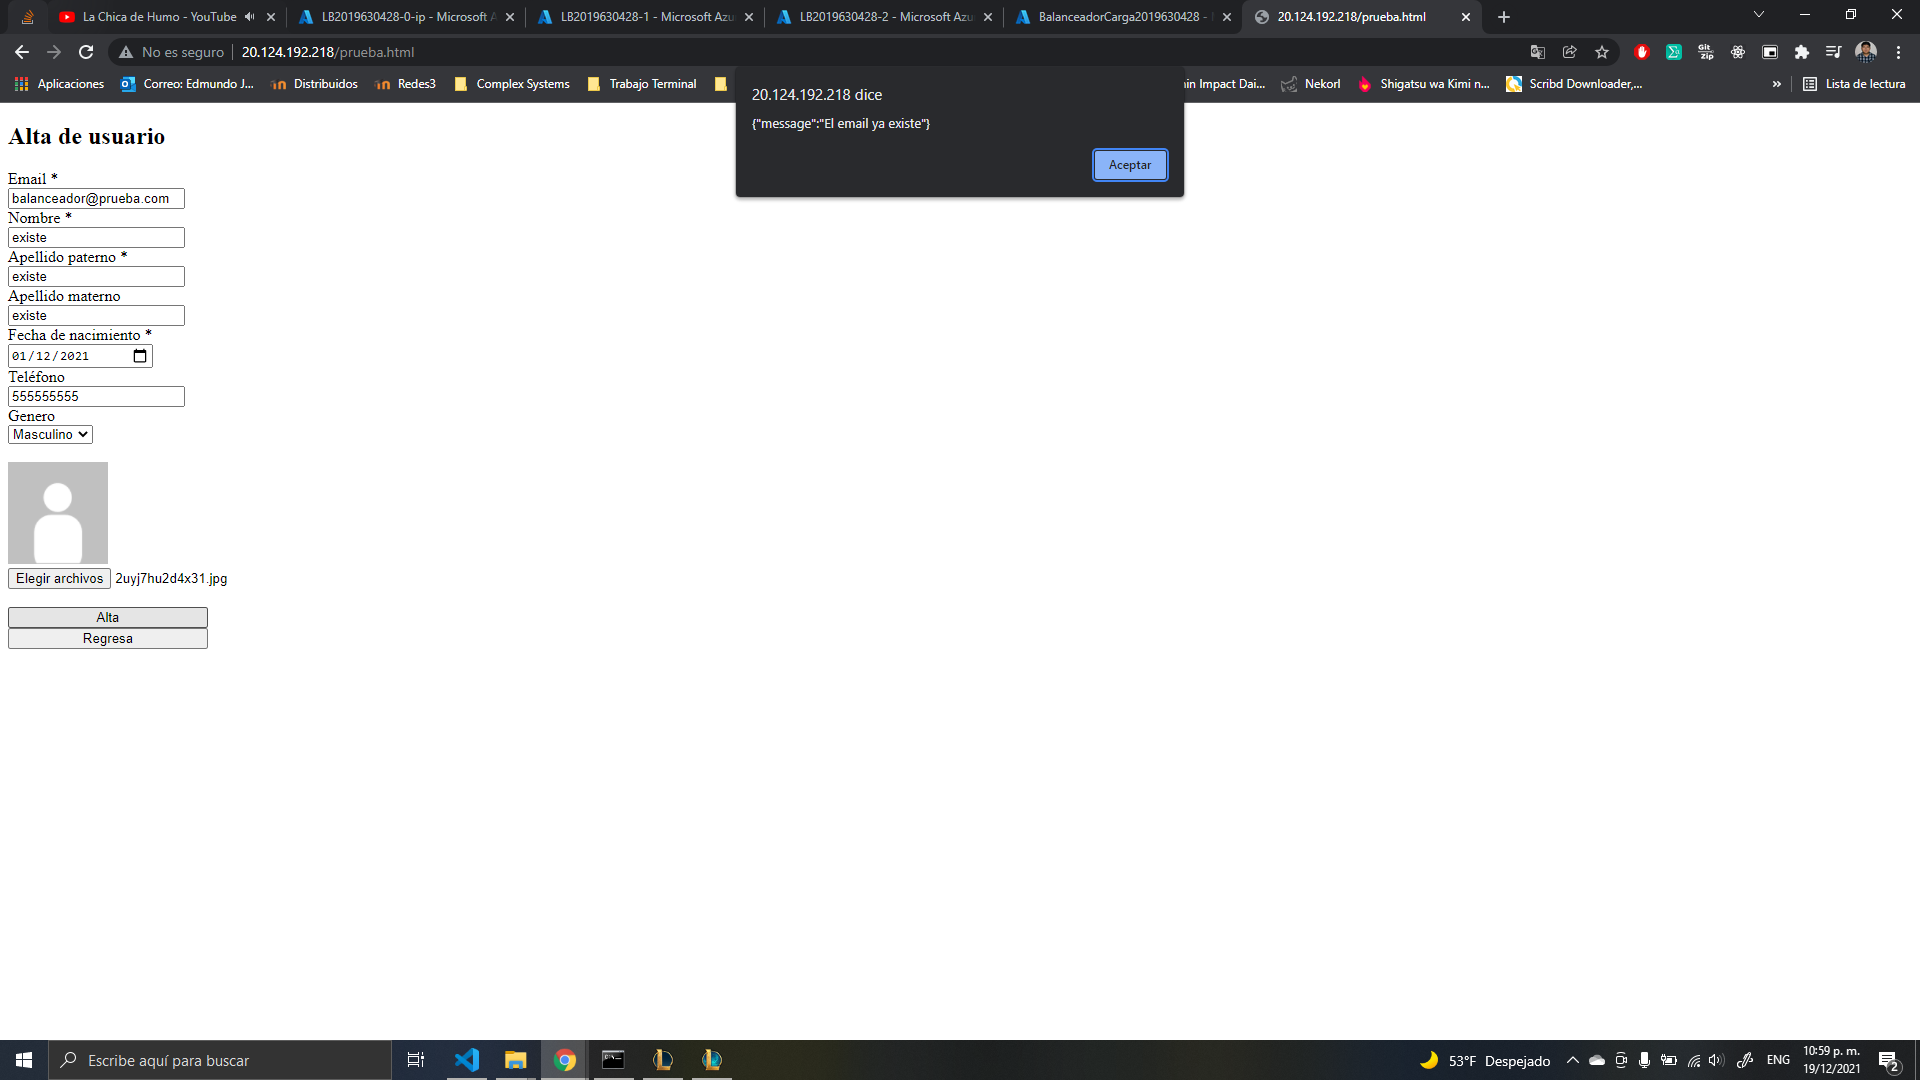 La Chica de Humo - YouTube
LB2019630428-0-ip - Microsoft A
LB2019630428-1 - Microsoft Azu
LB2019630428-2 - Microsoft Azu
BalanceadorCarga2019630428 -
20.124.192.218/prueba.html
No es seguro
20.124.192.218/prueba.html
Git
zip
Aplicaciones
Correo: Edmundo J...
Distribuidos
Redes3
Complex Systems
Trabajo Terminal
in Impact Dai...
Nekorl
Shigatsu wa Kimi n...
Scribd Downloader,...
»
Lista de lectura
20.124.192.218 dice
{"message":"El email ya existe"}
Aceptar
Alta de usuario
Email *
balanceador@prueba.com
Nombre *
existe
Apellido paterno *
existe
Apellido materno
existe
Fecha de nacimiento *
01/12/2021
Teléfono
555555555
Genero
Masculino
Elegir archivos 2uyj7hu2d4x31.jpg
Alta
Regresa
Escribe aquí para buscar
53°F Despejado
ENG
10:59 p. m.
19/12/2021
2